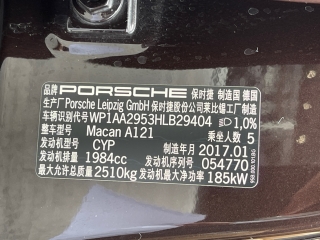 品牌 PORSCHE 保时捷 制造国 德国
生产厂 Porsche Leipzig GmbH 保时捷股份公司莱比锡工厂制造
车辆识别代号 WP1AA2953HLB29404 1,0%
车辆型号 Macan A121 乘坐人数 5
发动机型号 CYP 制造年月 2017.01
发动机排量 1984cc 发动机序号 054770
最大允许总质量 2510kg 发动机最大净功率 185kW